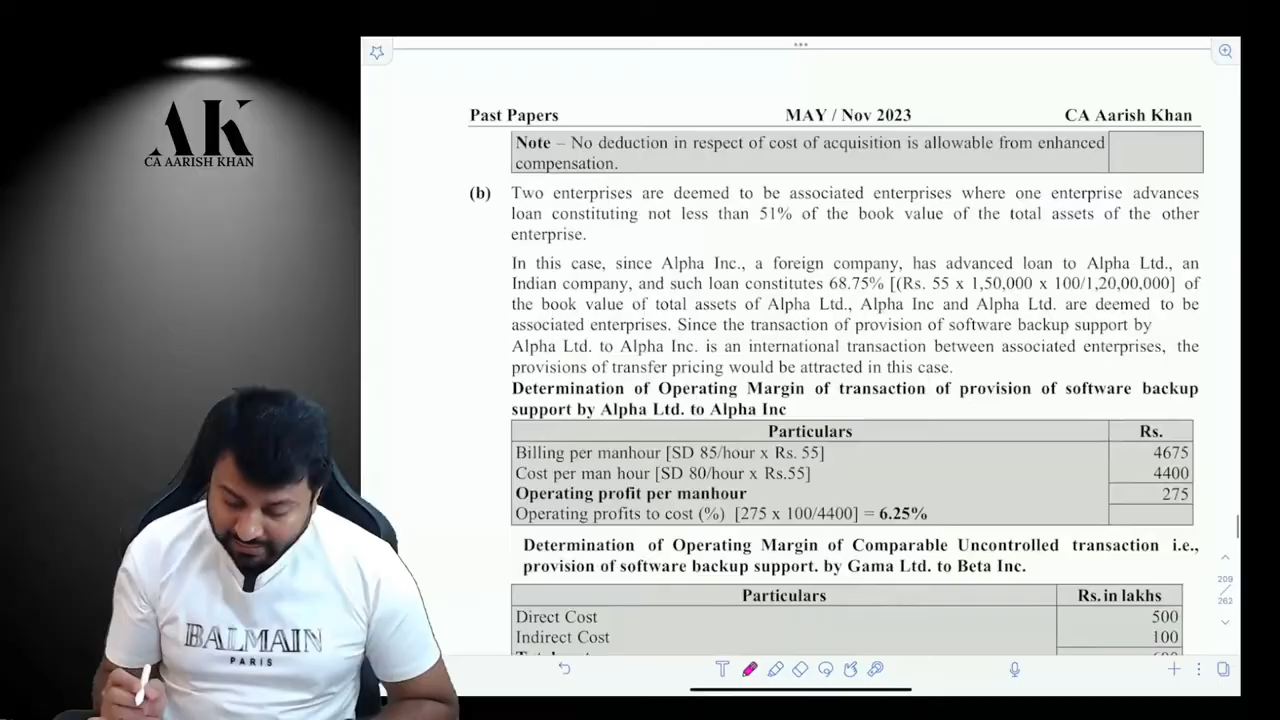 AK
CA AARISH KHAN
BALMAIN
PARIS
Past Papers MAY / Nov 2023 CA Aarish Khan
Note – No deduction in respect of cost of acquisition is allowable from enhanced
compensation.
(b) Two enterprises are deemed to be associated enterprises where one enterprise advances
loan constituting not less than 51% of the book value of the total assets of the other
enterprise.
In this case, since Alpha Inc., a foreign company, has advanced loan to Alpha Ltd., an
Indian company, and such loan constitutes 68.75% [(Rs. 55 x 1,50,000 x 100/1,20,00,000] of
the book value of total assets of Alpha Ltd., Alpha Inc and Alpha Ltd. are deemed to be
associated enterprises. Since the transaction of provision of software backup support by
Alpha Ltd. to Alpha Inc. is an international transaction between associated enterprises, the
provisions of transfer pricing would be attracted in this case.
Determination of Operating Margin of transaction of provision of software backup
support by Alpha Ltd. to Alpha Inc
Particulars Rs.
Billing per manhour [SD 85/hour x Rs. 55] 4675
Cost per man hour [SD 80/hour x Rs.55] 4400
Operating profit per manhour 275
Operating profits to cost (%) [275 x 100/4400] = 6.25%
Determination of Operating Margin of Comparable Uncontrolled transaction i.e.,
provision of software backup support. by Gama Ltd. to Beta Inc.
Particulars Rs. in lakhs
Direct Cost 500
Indirect Cost 100
209
262